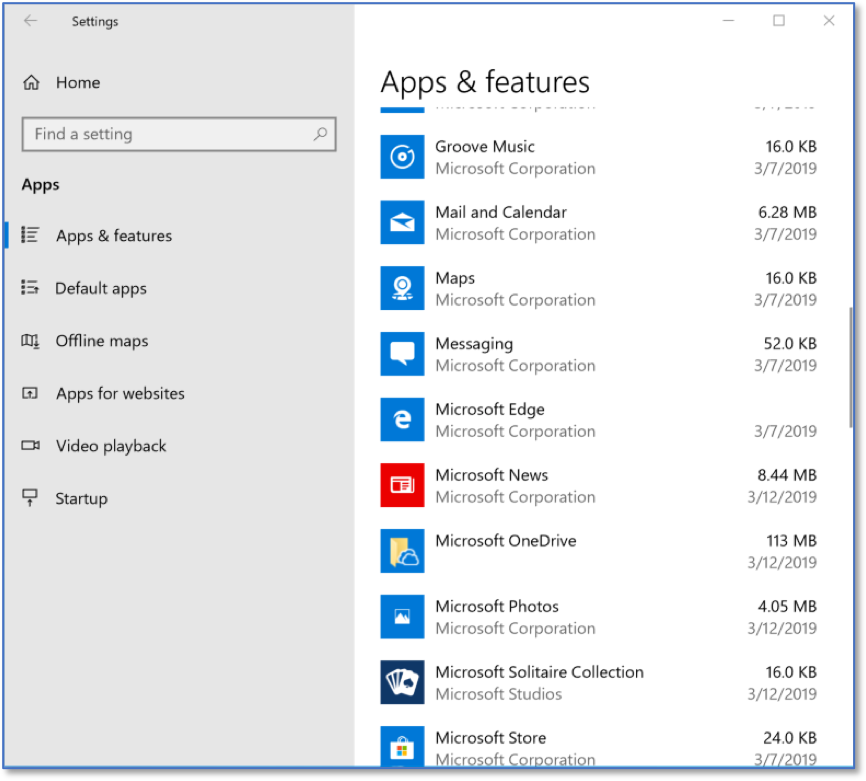 Settings
Home
Find a setting
Apps
Apps & features
Default apps
Offline maps
Apps for websites
Video playback
Startup
Apps & features
Microsoft Corporation 3/7/2019
Groove Music 16.0 KB
Microsoft Corporation 3/7/2019
Mail and Calendar 6.28 MB
Microsoft Corporation 3/7/2019
Maps 16.0 KB
Microsoft Corporation 3/7/2019
Messaging 52.0 KB
Microsoft Corporation 3/7/2019
Microsoft Edge
Microsoft Corporation 3/7/2019
Microsoft News 8.44 MB
Microsoft Corporation 3/12/2019
Microsoft OneDrive 113 MB
3/12/2019
Microsoft Photos 4.05 MB
Microsoft Corporation 3/12/2019
Microsoft Solitaire Collection 16.0 KB
Microsoft Studios 3/12/2019
Microsoft Store 24.0 KB
Microsoft Corporation 3/7/2019